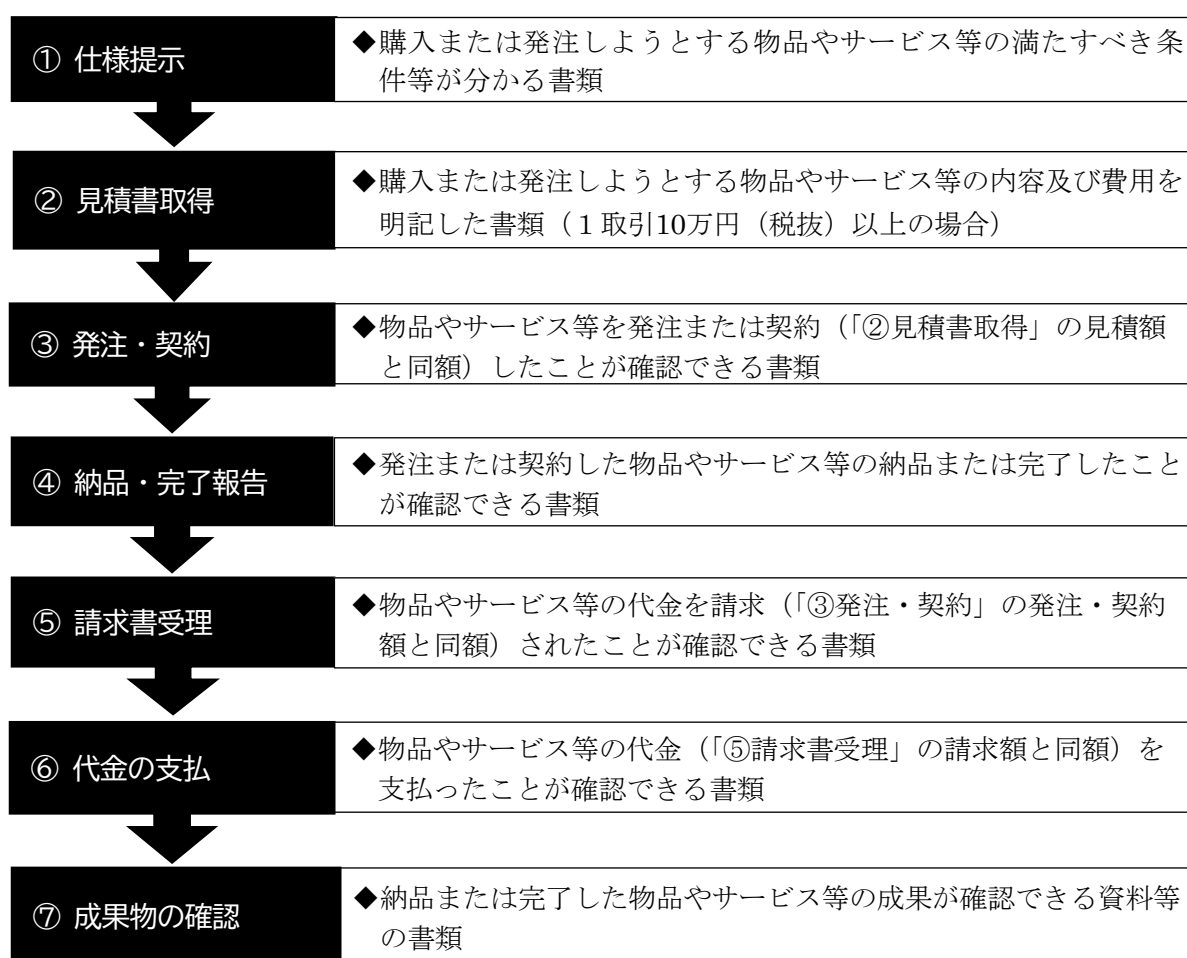 ① 仕様提示
◆購入または発注しようとする物品やサービス等の満たすべき条
件等が分かる書類
② 見積書取得
◆購入または発注しようとする物品やサービス等の内容及び費用を
明記した書類（１取引10万円（税抜）以上の場合）
③ 発注・契約
◆物品やサービス等を発注または契約（「②見積書取得」の見積額
と同額）したことが確認できる書類
④ 納品・完了報告
◆発注または契約した物品やサービス等の納品または完了したこと
が確認できる書類
⑤ 請求書受理
◆物品やサービス等の代金を請求（「③発注・契約」の発注・契約
額と同額）されたことが確認できる書類
⑥ 代金の支払
◆物品やサービス等の代金（「⑤請求書受理」の請求額と同額）を
支払ったことが確認できる書類
⑦ 成果物の確認
◆納品または完了した物品やサービス等の成果が確認できる資料等
の書類